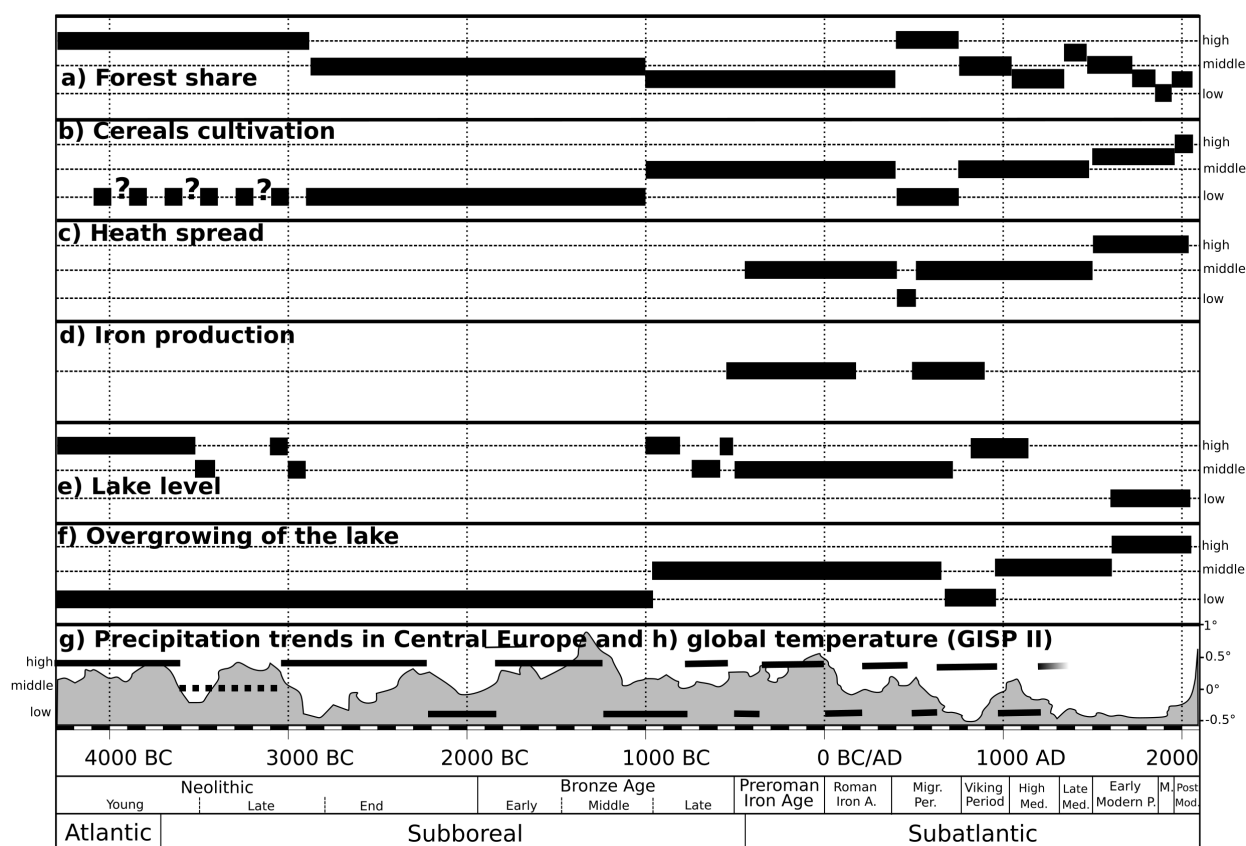 high
middle
a) Forest share
low
b) Cereals cultivation
high
middle
? ? ?
low
c) Heath spread
high
middle
low
d) Iron production
high
middle
e) Lake level
low
f) Overgrowing of the lake
high
middle
low
g) Precipitation trends in Central Europe and h) global temperature (GISP II)
1°
high
0.5°
middle
0°
low
-0.5°
4000 BC 3000 BC 2000 BC 1000 BC 0 BC/AD 1000 AD 2000
Neolithic Bronze Age Preroman Iron Age Roman Iron A. Migr. Per. Viking Period High Med. Late Med. Early Modern P. M. Post Mod.
Young Late End Early Middle Late
Atlantic Subboreal Subatlantic